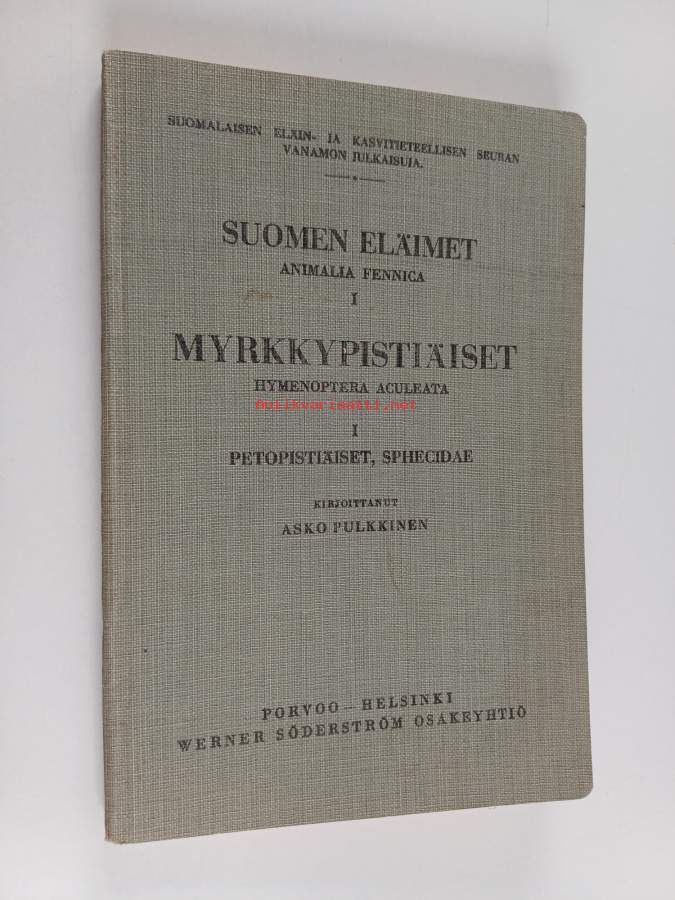 SUOMALAISEN ELÄIN- JA KASVITIETEELLISEN SEURAN
VANAMON JULKAISUJA.
SUOMEN ELÄIMET
ANIMALIA FENNICA
I
MYRKKYPISTIÄISET
HYMENOPTERA ACULEATA
Antikvariaatti.net
I
PETOPISTIÄISET, SPHECIDAE
KIRJOITTANUT
ASKO PULKKINEN
PORVOO — HELSINKI
WERNER SÖDERSTRÖM OSAKEYHTIÖ